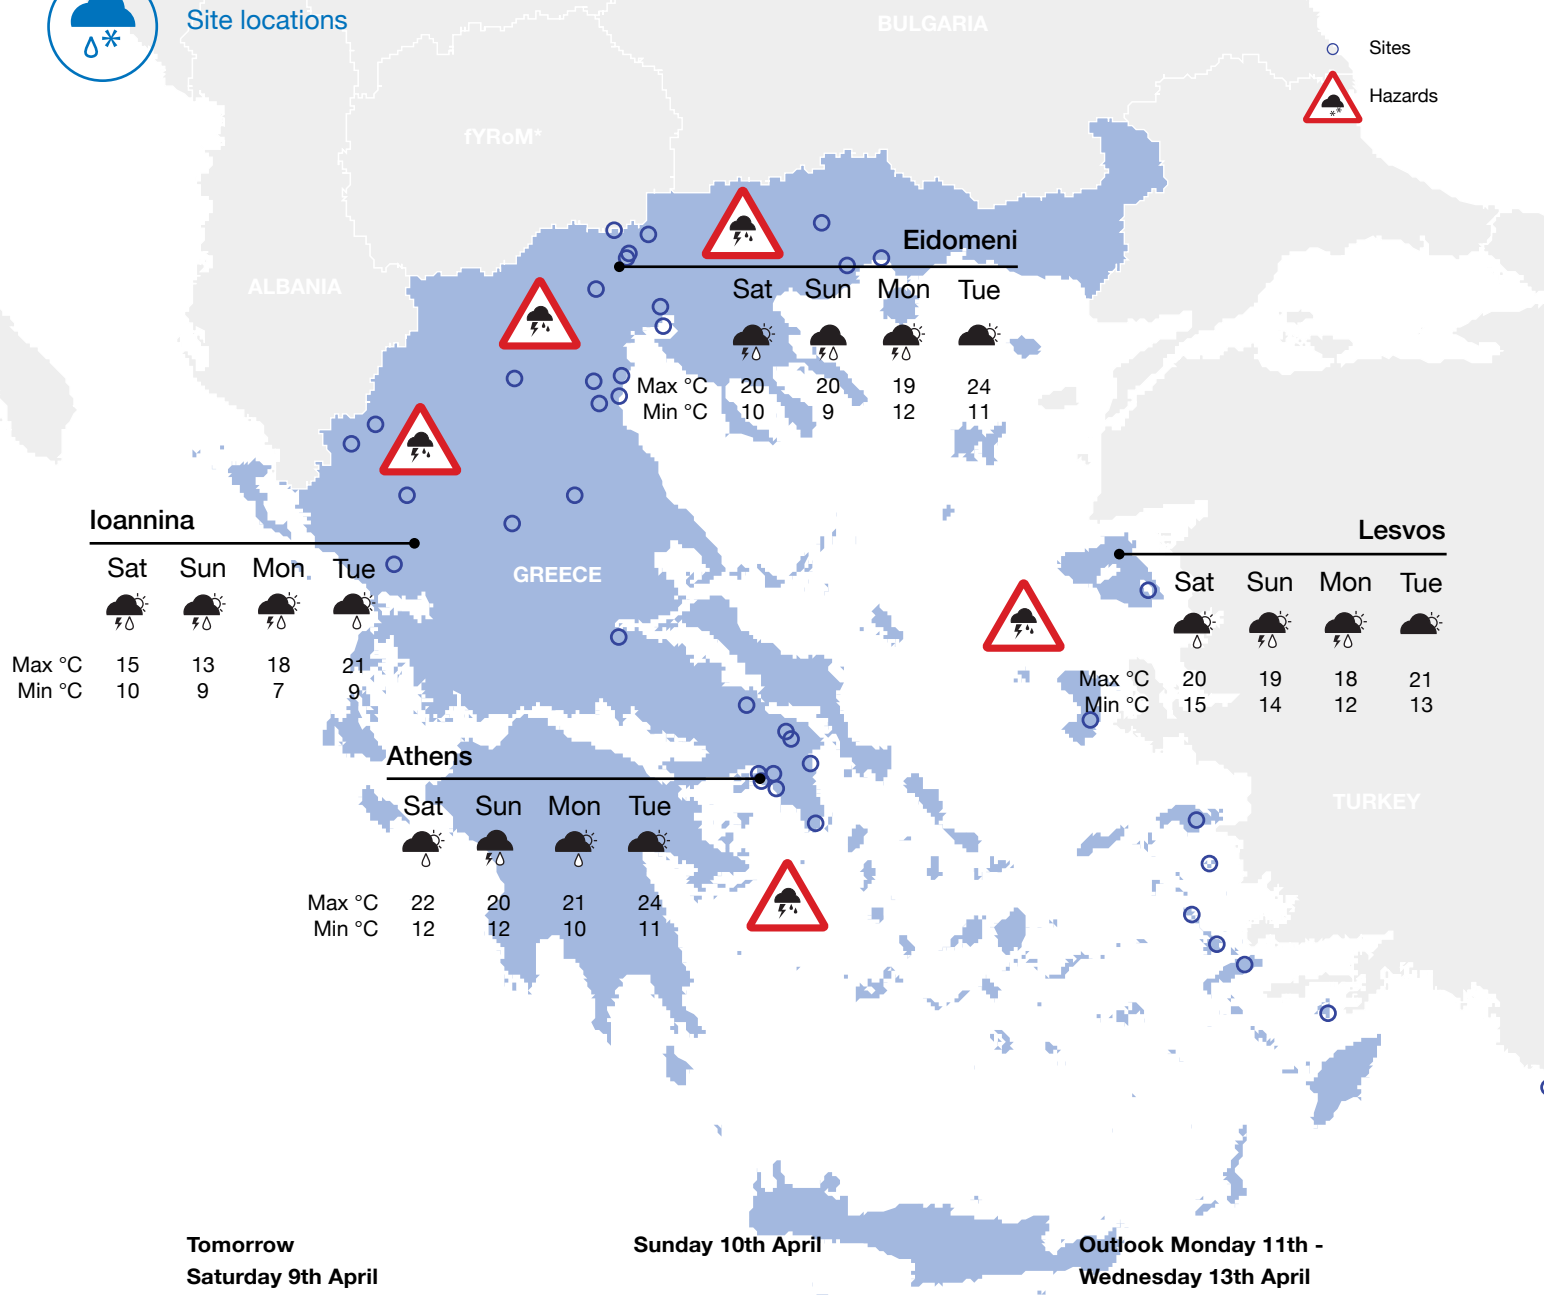 Site locations
BULGARIA
Sites
Hazards
fYRoM*
ALBANIA
Eidomeni
Sat Sun Mon Tue
Max °C 20 20 19 24
Min °C 10 9 12 11
Ioannina
Sat Sun Mon Tue
Max °C 15 13 18 21
Min °C 10 9 7 9
GREECE
Lesvos
Sat Sun Mon Tue
Max °C 20 19 18 21
Min °C 15 14 12 13
Athens
Sat Sun Mon Tue
Max °C 22 20 21 24
Min °C 12 12 10 11
TURKEY
Tomorrow
Saturday 9th April
Sunday 10th April
Outlook Monday 11th -
Wednesday 13th April